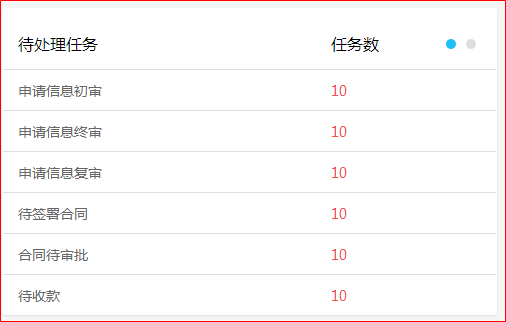 待处理任务 任务数
申请信息初审 10
申请信息终审 10
申请信息复审 10
待签署合同 10
合同待审批 10
待收款 10